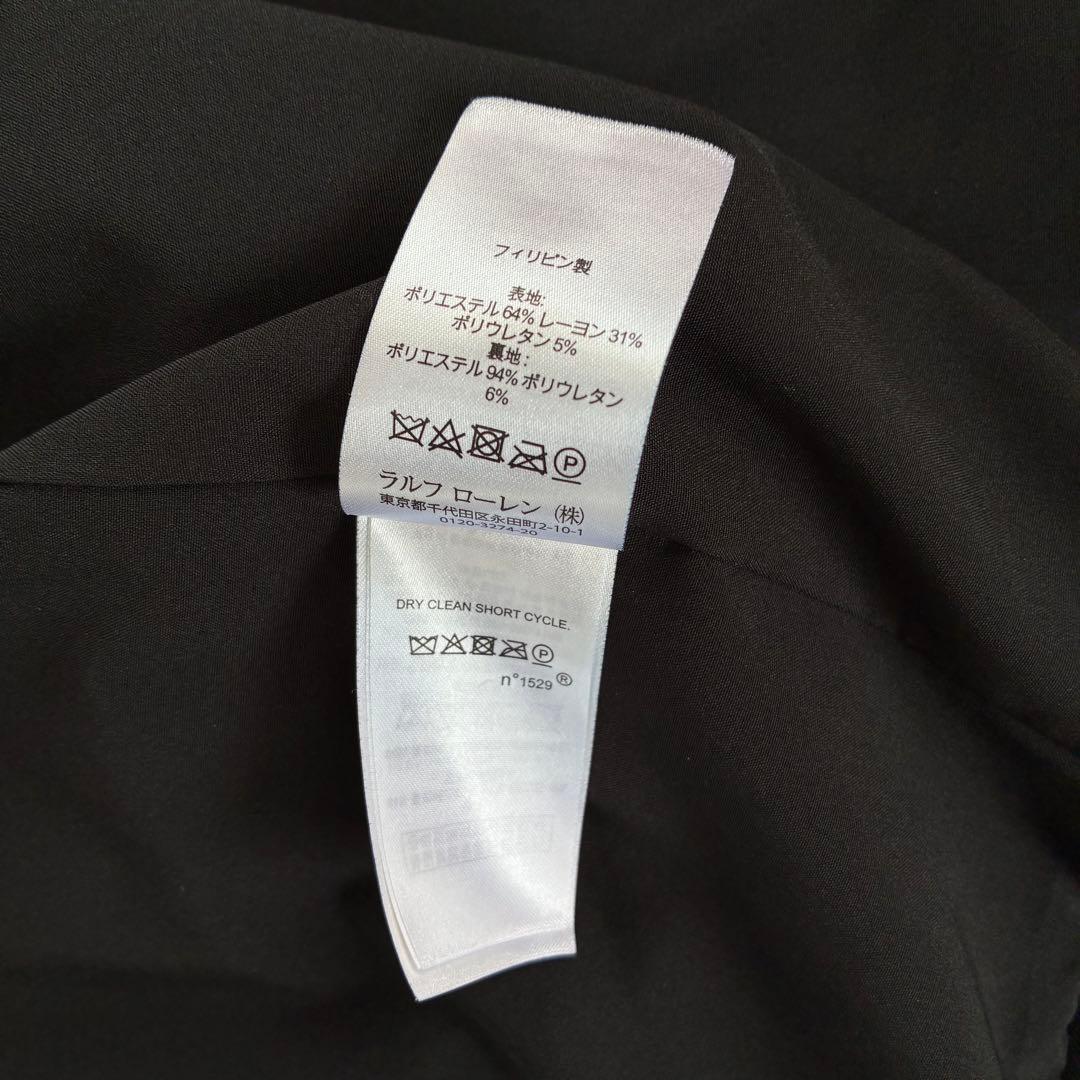 フィリピン製
表地:
ポリエステル 64% レーヨン 31%
ポリウレタン 5%
裏地:
ポリエステル 94% ポリウレタン
6%
P
ラルフ ローレン (株)
東京都千代田区永田町2-10-1
0120-3274-20
DRY CLEAN SHORT CYCLE.
P
n°1529 ®